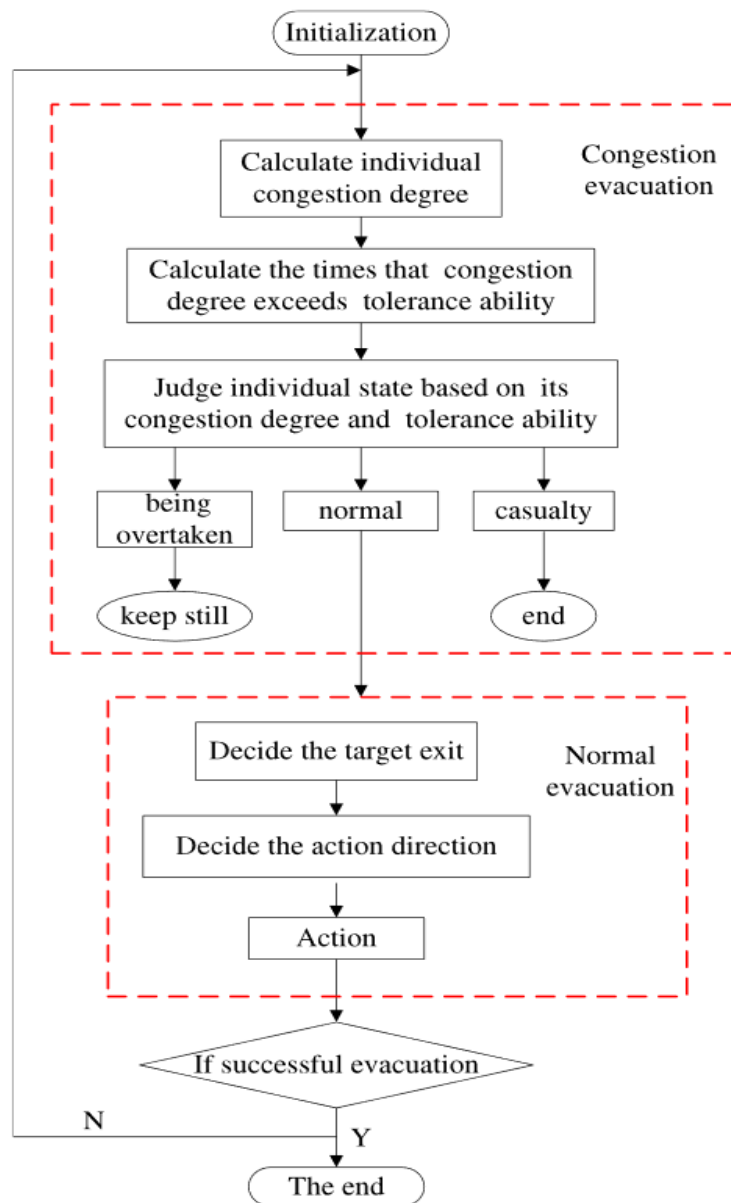 Initialization
Congestion
evacuation
Calculate individual
congestion degree
Calculate the times that congestion
degree exceeds tolerance ability
Judge individual state based on its
congestion degree and tolerance ability
being
overtaken
normal
casualty
keep still
end
Decide the target exit
Normal
evacuation
Decide the action direction
Action
If successful evacuation
N
Y
The end